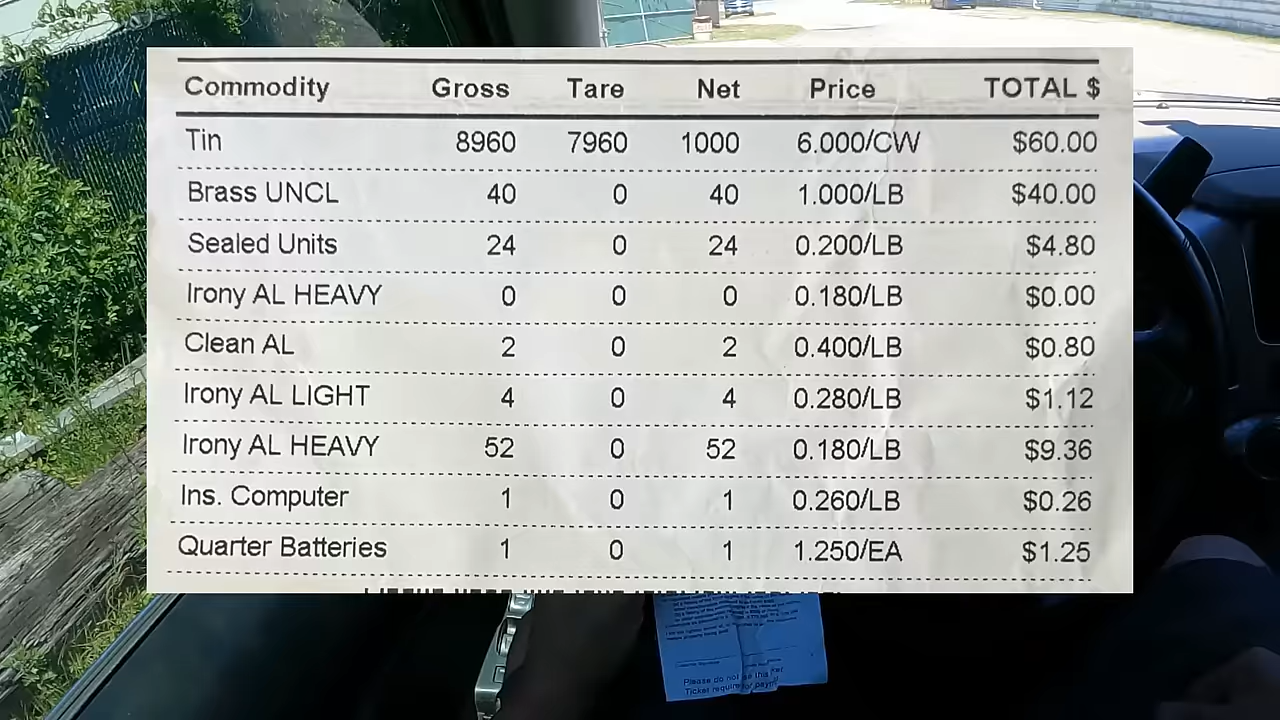 Commodity Gross Tare Net Price TOTAL $
Tin 8960 7960 1000 6.000/CW $60.00
Brass UNCL 40 0 40 1.000/LB $40.00
Sealed Units 24 0 24 0.200/LB $4.80
Irony AL HEAVY 0 0 0 0.180/LB $0.00
Clean AL 2 0 2 0.400/LB $0.80
Irony AL LIGHT 4 0 4 0.280/LB $1.12
Irony AL HEAVY 52 0 52 0.180/LB $9.36
Ins. Computer 1 0 1 0.260/LB $0.26
Quarter Batteries 1 0 1 1.250/EA $1.25
Please do not
Ticket